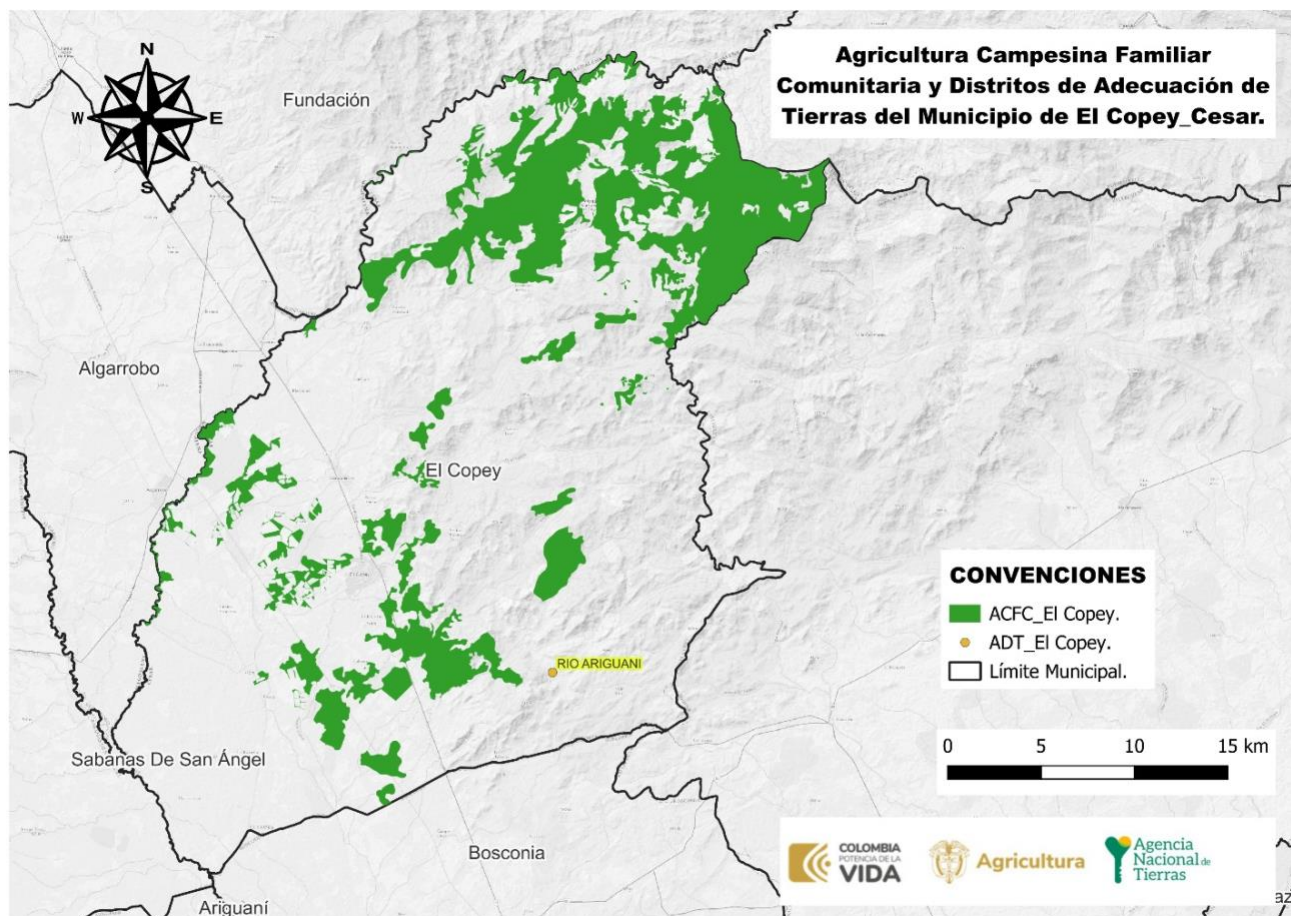 Agricultura Campesina Familiar
Comunitaria y Distritos de Adecuación de
Tierras del Municipio de El Copey_Cesar.
N
W
E
S
Fundación
Algarrobo
El Copey
RIO ARIGUANI
Sabanas De San Ángel
Bosconia
Ariguaní
CONVENCIONES
ACFC_El Copey.
ADT_El Copey.
Límite Municipal.
0 5 10 15 km
COLOMBIA
POTENCIA DE LA
VIDA
Agricultura
Agencia
Nacional de
Tierras